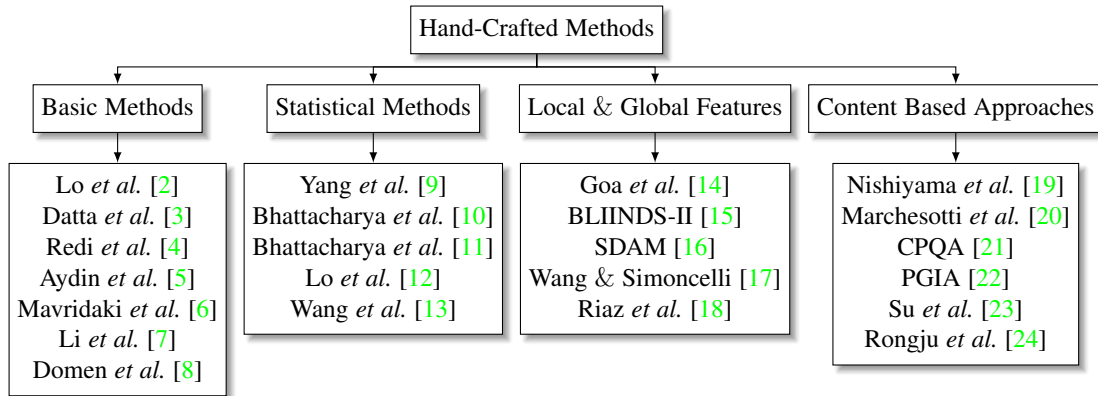 Hand-Crafted Methods
Basic Methods
Statistical Methods
Local & Global Features
Content Based Approaches
Lo et al. [2]
Datta et al. [3]
Redi et al. [4]
Aydin et al. [5]
Mavridaki et al. [6]
Li et al. [7]
Domen et al. [8]
Yang et al. [9]
Bhattacharya et al. [10]
Bhattacharya et al. [11]
Lo et al. [12]
Wang et al. [13]
Goa et al. [14]
BLIINDS-II [15]
SDAM [16]
Wang & Simoncelli [17]
Riaz et al. [18]
Nishiyama et al. [19]
Marchesotti et al. [20]
CPQA [21]
PGIA [22]
Su et al. [23]
Rongju et al. [24]